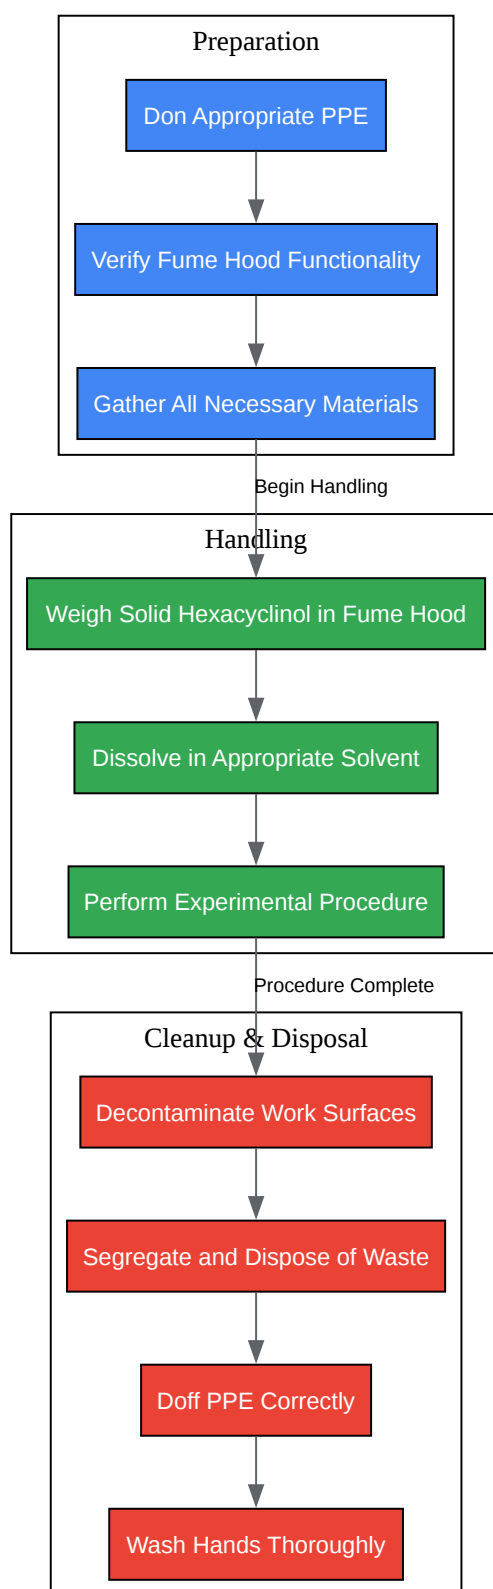 Preparation
Don Appropriate PPE
Verify Fume Hood Functionality
Gather All Necessary Materials
Begin Handling
Handling
Weigh Solid Hexacyclinol in Fume Hood
Dissolve in Appropriate Solvent
Perform Experimental Procedure
Procedure Complete
Cleanup & Disposal
Decontaminate Work Surfaces
Segregate and Dispose of Waste
Doff PPE Correctly
Wash Hands Thoroughly